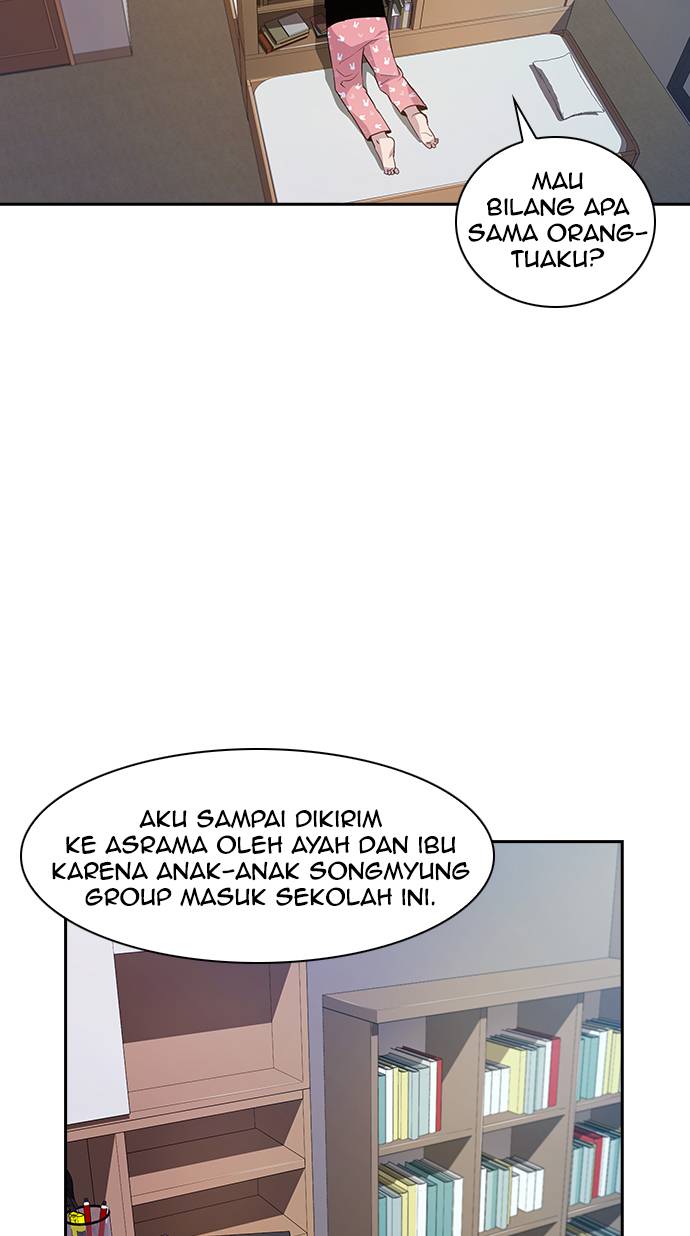 MAU
BILANG APA
SAMA ORANG-
TUAKU?
AKU SAMPAI DIKIRIM
KE ASRAMA OLEH AYAH DAN IBU
KARENA ANAK-ANAK SONGMYUNG
GROUP MASUK SEKOLAH INI.